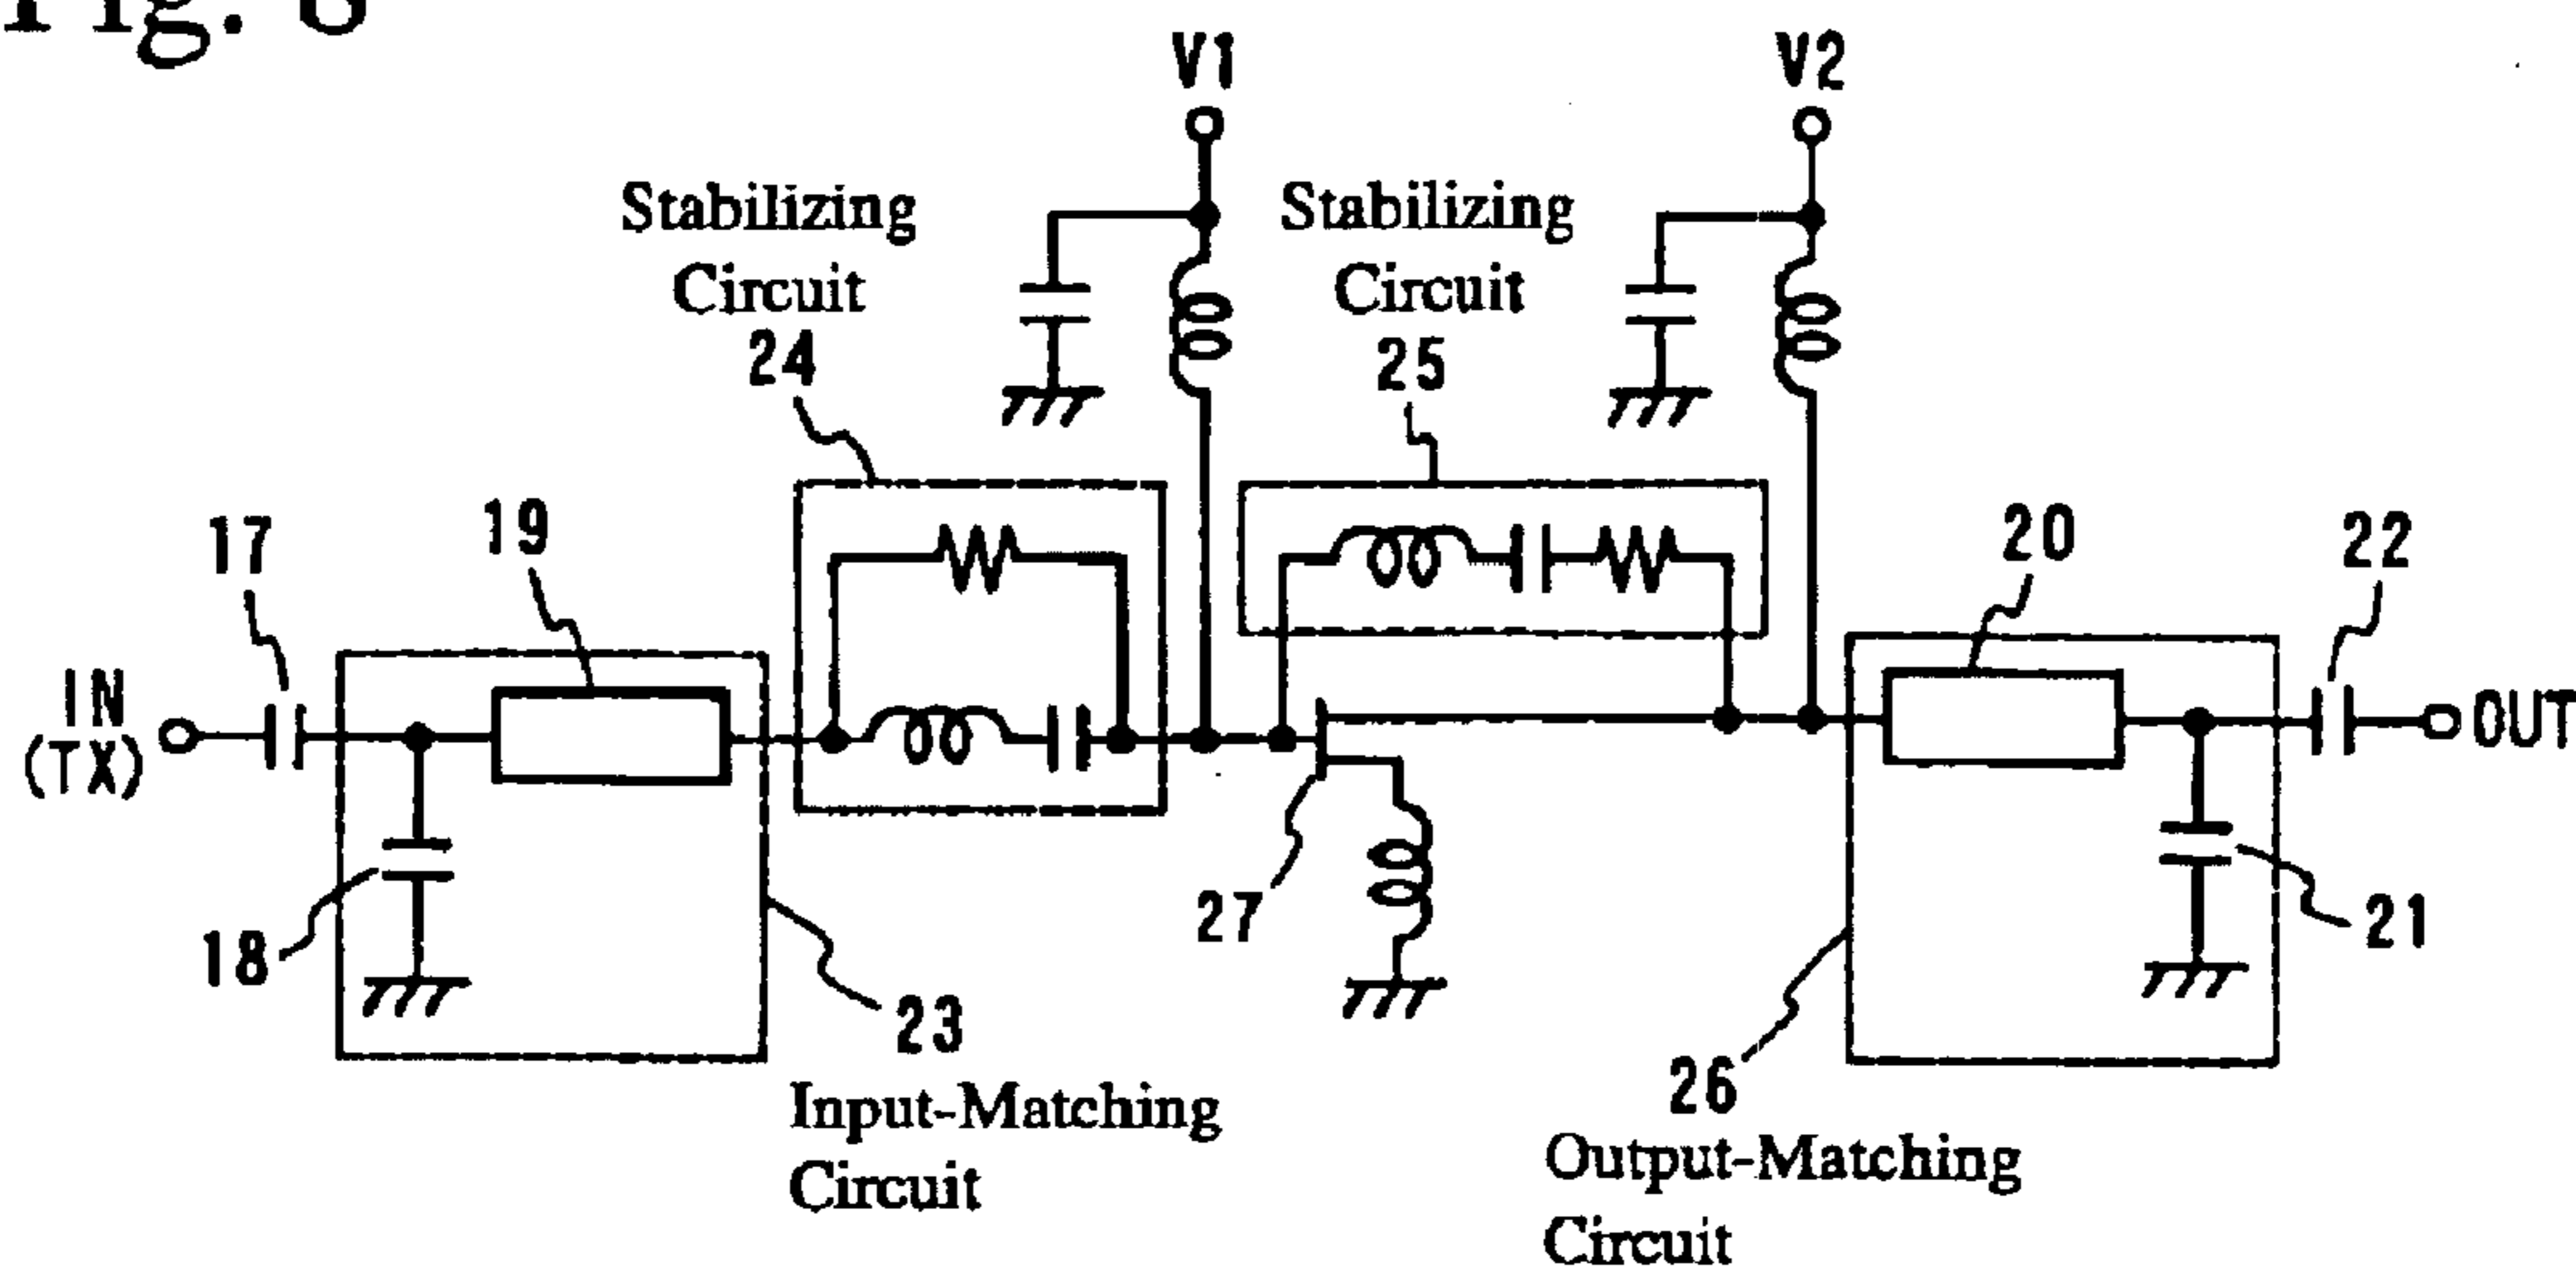 Fig. 8
V1
V2
Stabilizing
Circuit
24
Stabilizing
Circuit
25
17
19
20
22
IN
(TX)
OUT
18
23
Input-Matching
Circuit
27
21
26
Output-Matching
Circuit